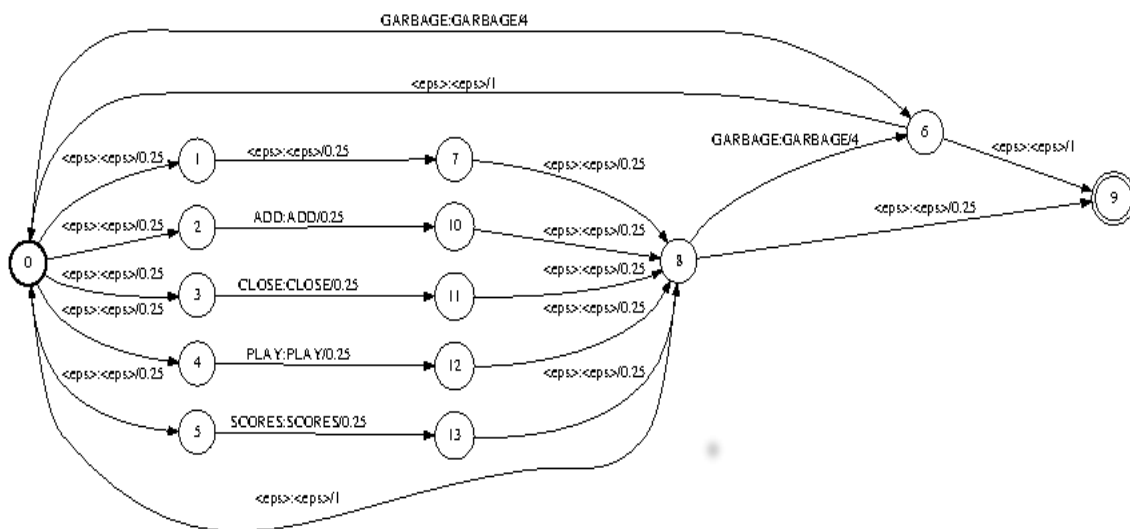 GARBAGE:GARBAGE/4
<eps>:<eps>/1
GARBAGE:GARBAGE/4
6
<eps>:<eps>/1
<eps>:<eps>/0.25
1
<eps>:<eps>/0.25
7
<eps>:<eps>/0.25
9
<eps>:<eps>/0.25
<eps>:<eps>/0.25
2
ADD:ADD/0.25
10
<eps>:<eps>/0.25
0
8
<eps>:<eps>/0.25
3
CLOSE:CLOSE/0.25
11
<eps>:<eps>/0.25
<eps>:<eps>/0.25
4
PLAY:PLAY/0.25
12
<eps>:<eps>/0.25
<eps>:<eps>/0.25
5
SCORES:SCORES/0.25
13
<eps>:<eps>/0.25
<eps>:<eps>/1